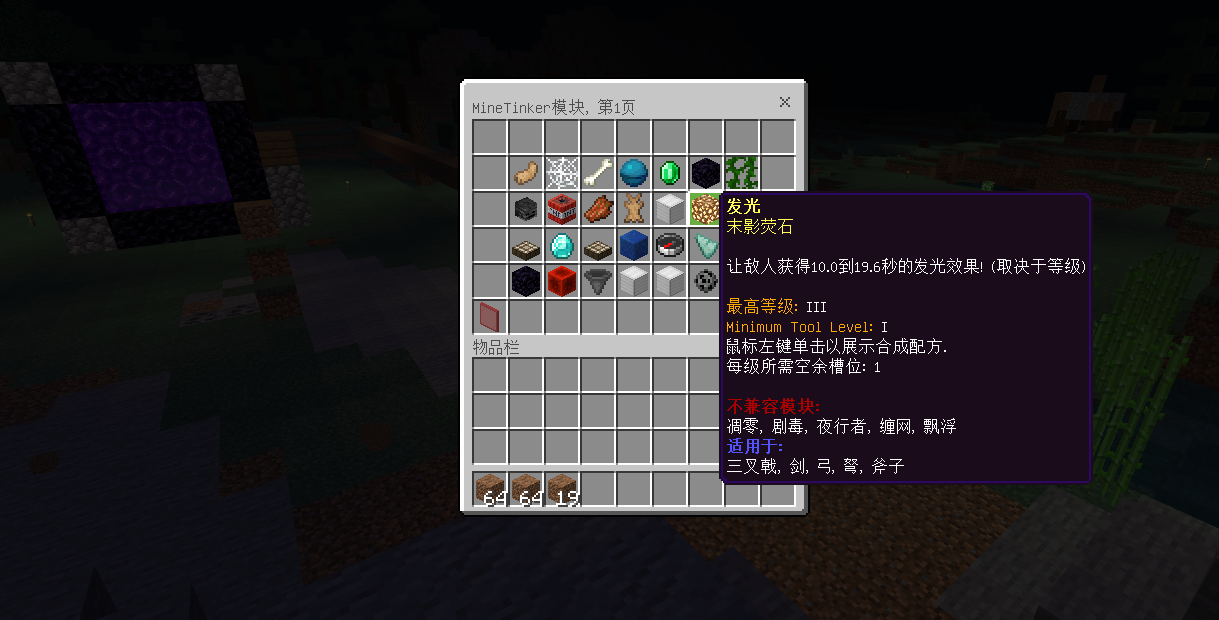 MineTinker模块, 第1页
发光
末影荧石
让敌人获得10.0到19.6秒的发光效果! (取决于等级)
最高等级: III
Minimum Tool Level: I
鼠标左键单击以展示合成配方.
每级所需空余槽位: 1
物品栏
不兼容模块:
凋零, 剧毒, 夜行者, 缠网, 飘浮
适用于:
三叉戟, 剑, 弓, 弩, 斧子
64 64 19